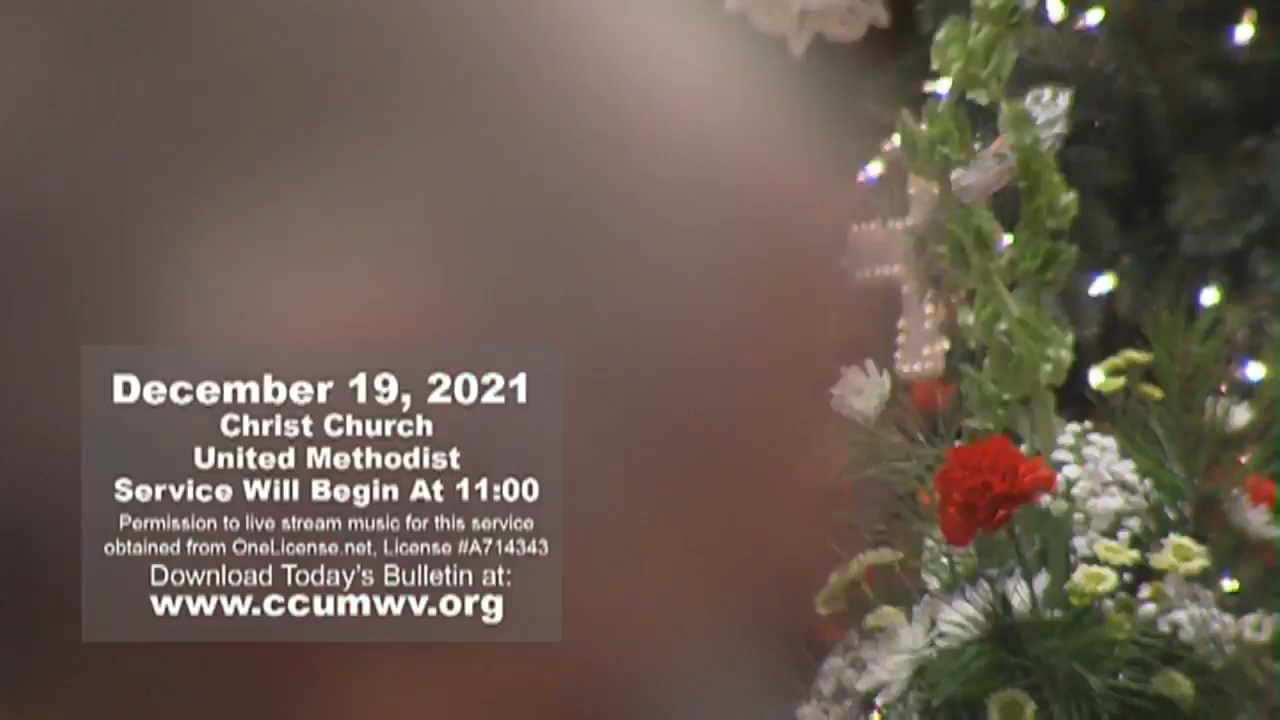 December 19, 2021
Christ Church
United Methodist
Service Will Begin At 11:00
Permission to live stream music for this service
obtained from OneLicense.net, License #A714343
Download Today's Bulletin at:
www.ccumwv.org